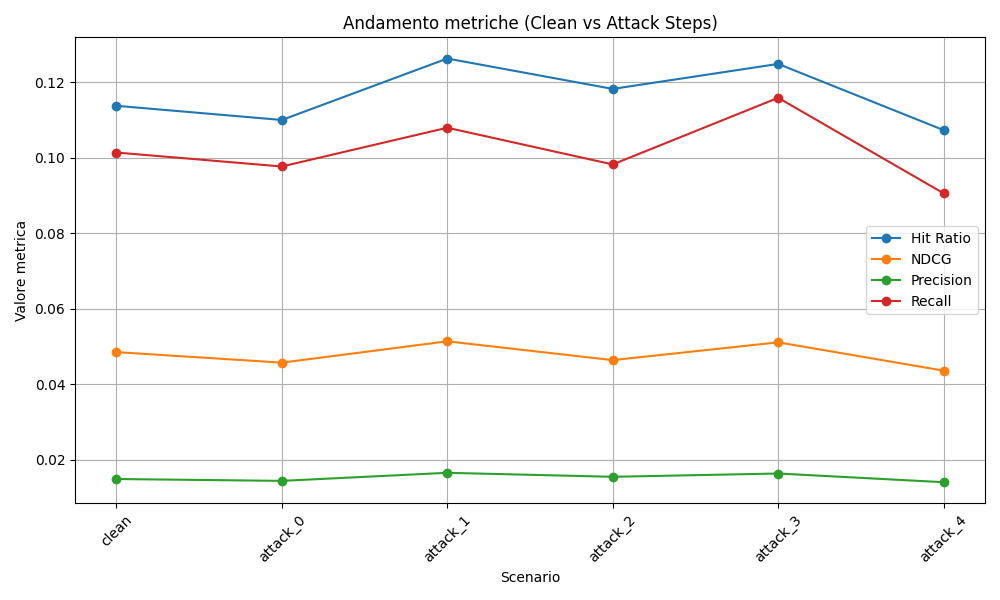 Andamento metriche (Clean vs Attack Steps)
Valore metrica
0.12
0.10
0.08
0.06
0.04
0.02
Hit Ratio
NDCG
Precision
Recall
clean
attack_0
attack_1
attack_2
attack_3
attack_4
Scenario